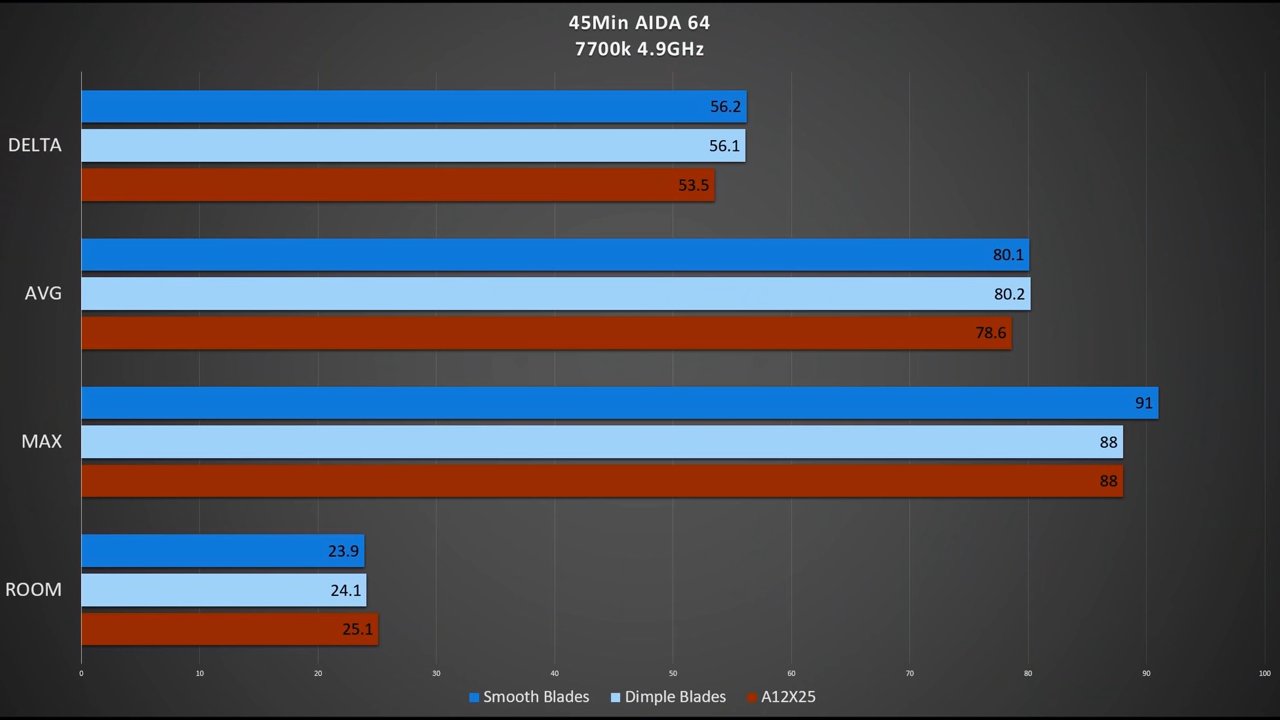 45Min AIDA 64
7700k 4.9GHz
DELTA
56.2
56.1
53.5
AVG
80.1
80.2
78.6
MAX
91
88
88
ROOM
23.9
24.1
25.1
0 10 20 30 40 50 60 70 80 90 100
Smooth Blades Dimple Blades A12X25